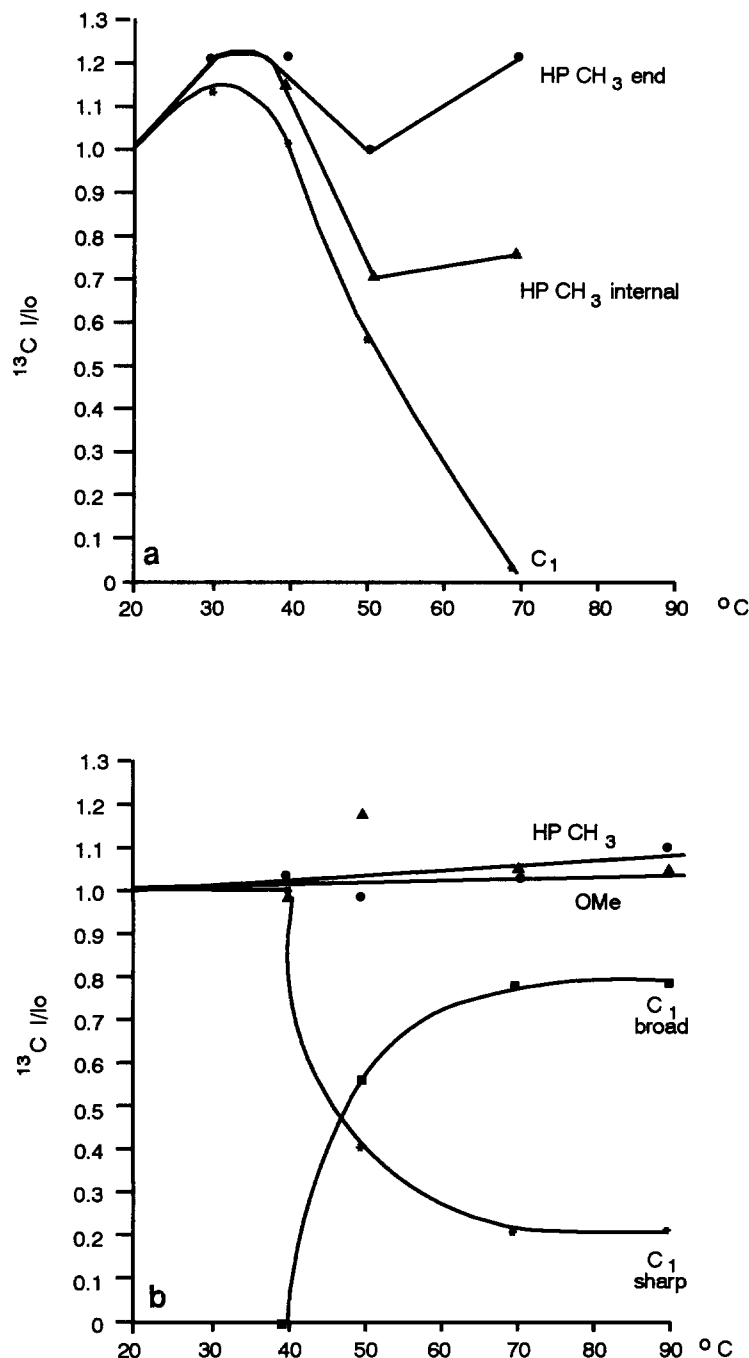 1.3
1.2
1.1
1.0
0.9
0.8
0.7
0.6
0.5
0.4
0.3
0.2
0.1
0
¹³C I/Io
HP CH₃ end
HP CH₃ internal
C₁
a
20 30 40 50 60 70 80 90 °C
1.3
1.2
1.1
1.0
0.9
0.8
0.7
0.6
0.5
0.4
0.3
0.2
0.1
0
¹³C I/Io
HP CH₃
OMe
C₁
broad
C₁
sharp
b
20 30 40 50 60 70 80 90 °C